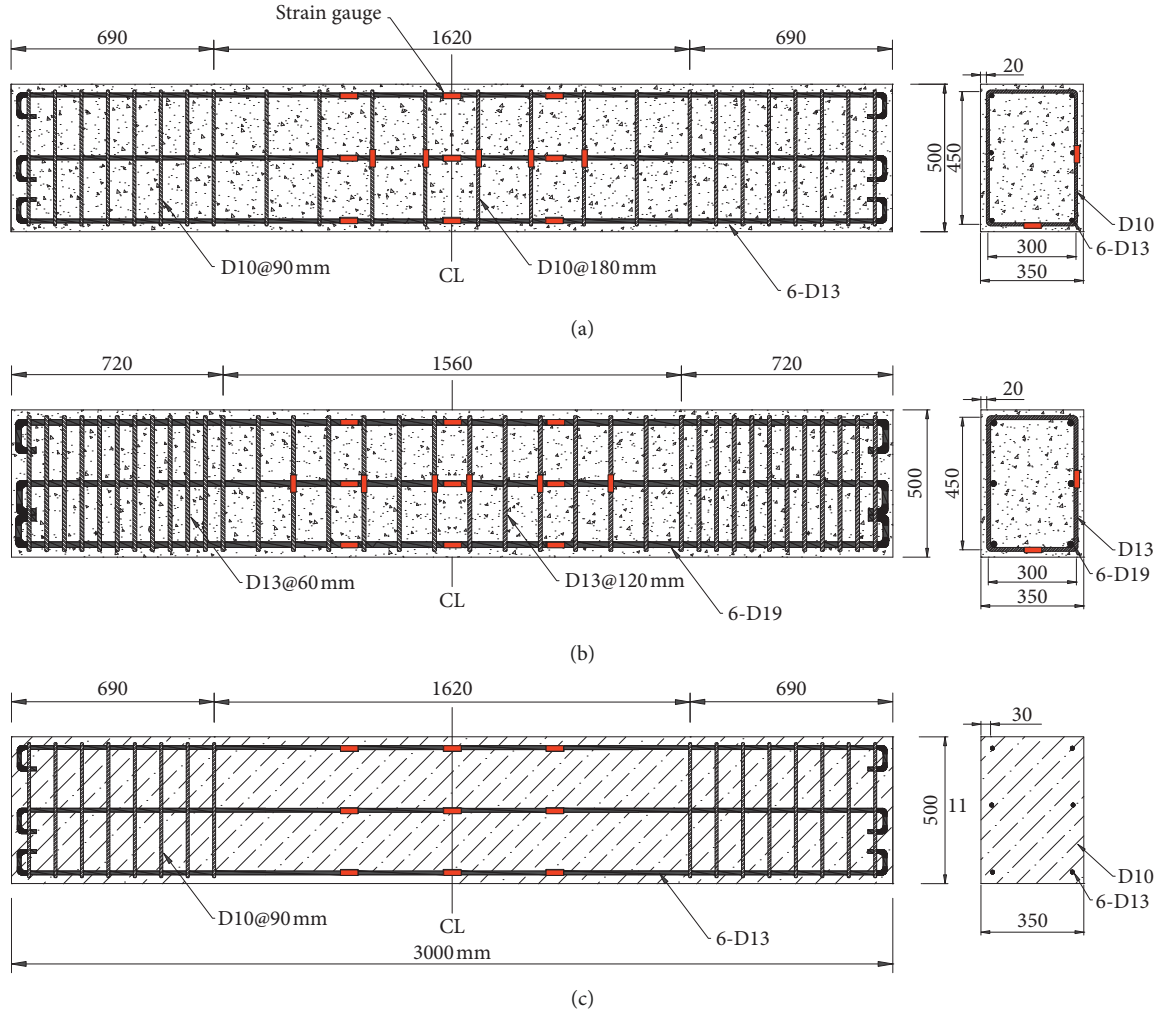 Strain gauge
690
1620
690
20
500
450
D10
6-D13
D10@90 mm
D10@180 mm
CL
6-D13
300
350
(a)
720
1560
720
20
500
450
D13
6-D19
D13@60 mm
D13@120 mm
CL
6-D19
300
350
(b)
690
1620
690
30
500
11
D10
6-D13
D10@90 mm
CL
6-D13
350
3000 mm
(c)